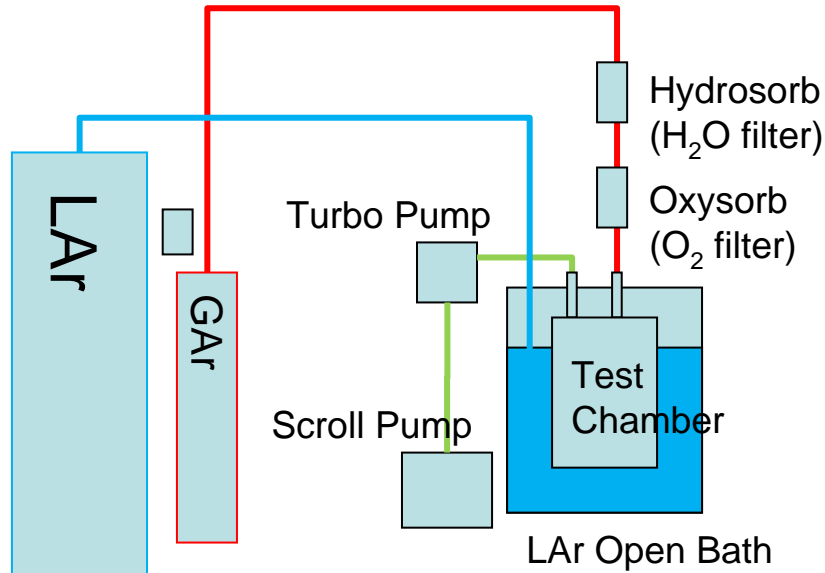 Hydrosorb
(H₂O filter)
LAr
Oxysorb
(O₂ filter)
Turbo Pump
GAr
Test
Chamber
Scroll Pump
LAr Open Bath